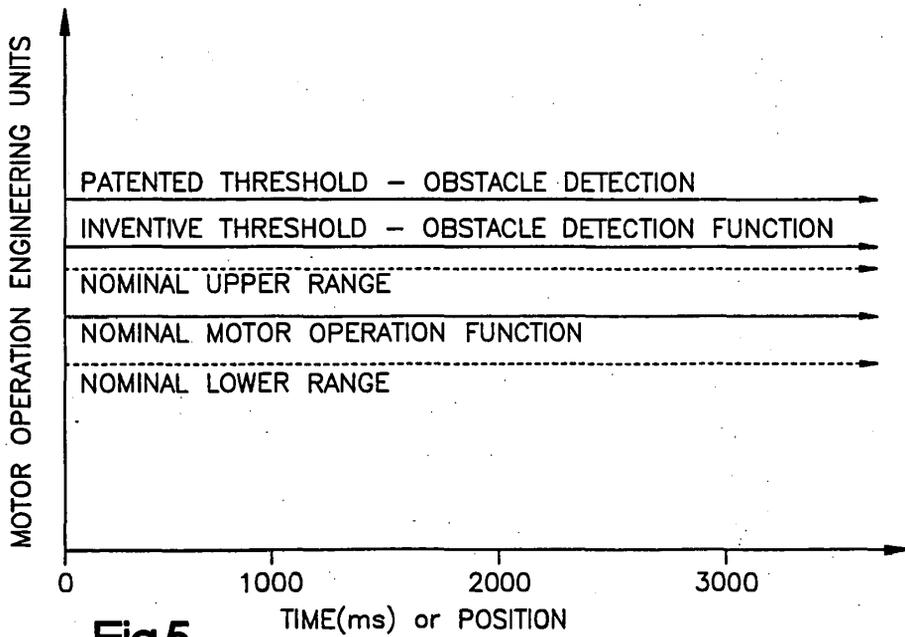 MOTOR OPERATION ENGINEERING UNITS
PATENTED THRESHOLD – OBSTACLE DETECTION
INVENTIVE THRESHOLD – OBSTACLE DETECTION FUNCTION
NOMINAL UPPER RANGE
NOMINAL MOTOR OPERATION FUNCTION
NOMINAL LOWER RANGE
0 1000 2000 3000
TIME(ms) or POSITION
Fig.5